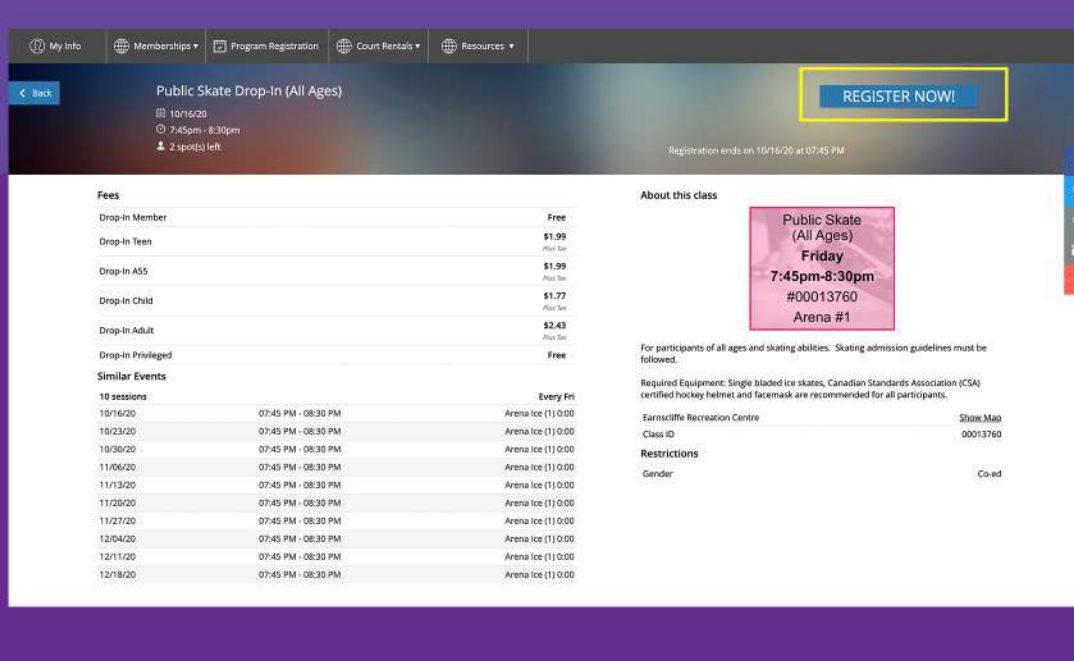 My Info
Memberships ▾
Program Registration
Court Rentals ▾
Resources ▾
Back
Public Skate Drop-In (All Ages)
10/16/20
7:45pm - 8:30pm
2 spot(s) left
REGISTER NOW!
Registration ends on 10/16/20 at 07:45 PM
Fees
Drop-In Member Free
Drop-In Teen $1.99
Plus Tax
Drop-In A55 $1.99
Plus Tax
Drop-In Child $1.77
Plus Tax
Drop-In Adult $2.43
Plus Tax
Drop-In Privileged Free
Similar Events
10 sessions Every Fri
10/16/20 07:45 PM - 08:30 PM Arena Ice (1) 0:00
10/23/20 07:45 PM - 08:30 PM Arena Ice (1) 0:00
10/30/20 07:45 PM - 08:30 PM Arena Ice (1) 0:00
11/06/20 07:45 PM - 08:30 PM Arena Ice (1) 0:00
11/13/20 07:45 PM - 08:30 PM Arena Ice (1) 0:00
11/20/20 07:45 PM - 08:30 PM Arena Ice (1) 0:00
11/27/20 07:45 PM - 08:30 PM Arena Ice (1) 0:00
12/04/20 07:45 PM - 08:30 PM Arena Ice (1) 0:00
12/11/20 07:45 PM - 08:30 PM Arena Ice (1) 0:00
12/18/20 07:45 PM - 08:30 PM Arena Ice (1) 0:00
About this class
Public Skate
(All Ages)
Friday
7:45pm-8:30pm
#00013760
Arena #1
For participants of all ages and skating abilities. Skating admission guidelines must be
followed.
Required Equipment: Single bladed ice skates, Canadian Standards Association (CSA)
certified hockey helmet and facemask are recommended for all participants.
Earnscliffe Recreation Centre Show Map
Class ID 00013760
Restrictions
Gender Co-ed